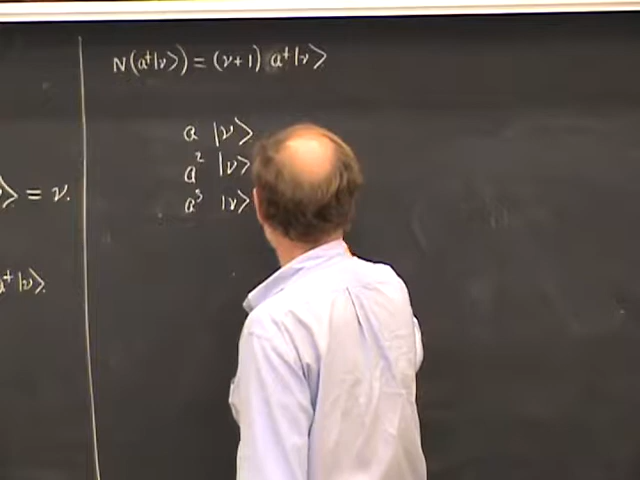 ⟩ = ν.
a†|ν⟩.
N(a†|ν⟩) = (ν+1) a†|ν⟩
a |ν⟩
a² |ν⟩
a³ |ν⟩